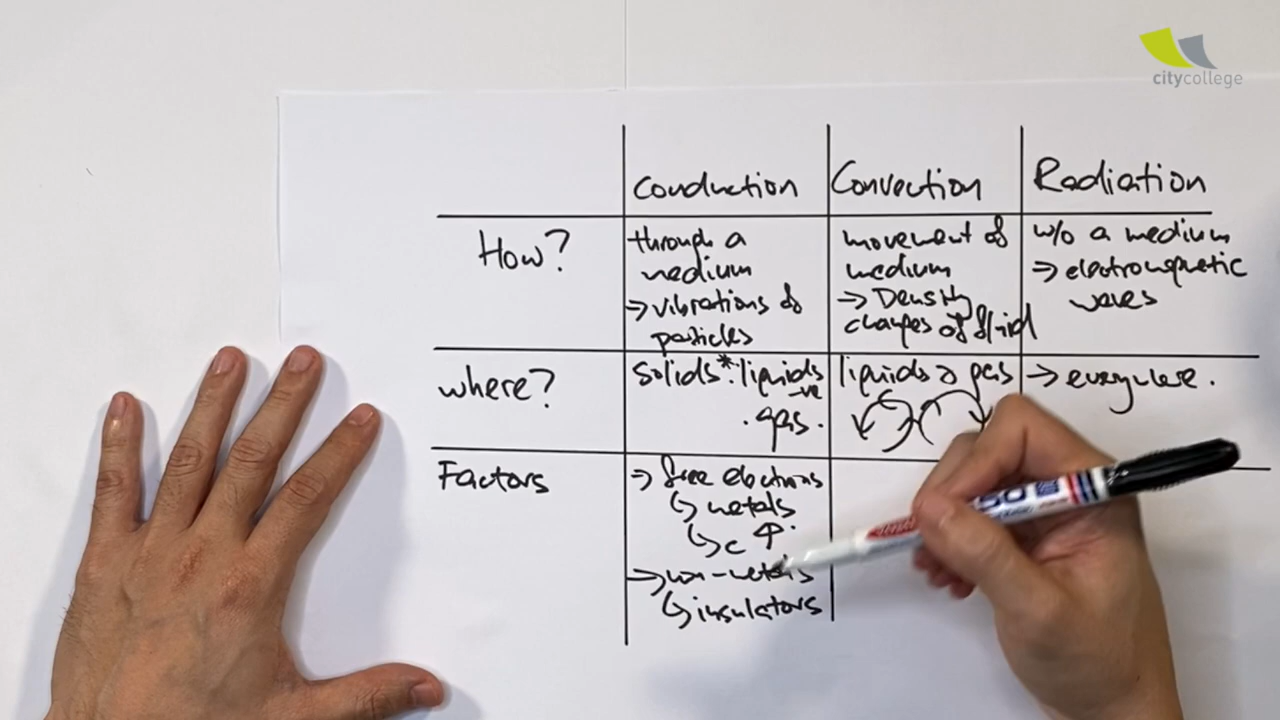 citycollege
Conduction
Convection
Radiation
How?
through a
medium
→ vibrations of
particles
movement of
medium
→ Density
changes of fluid
w/o a medium
→ electromagnetic
waves
where?
solids* · liquids
· gas ·
liquids & gas
→ everywhere.
Factors
→ free electrons
↳ metals
↳ c ↑
→ non-metals
↳ insulators
50